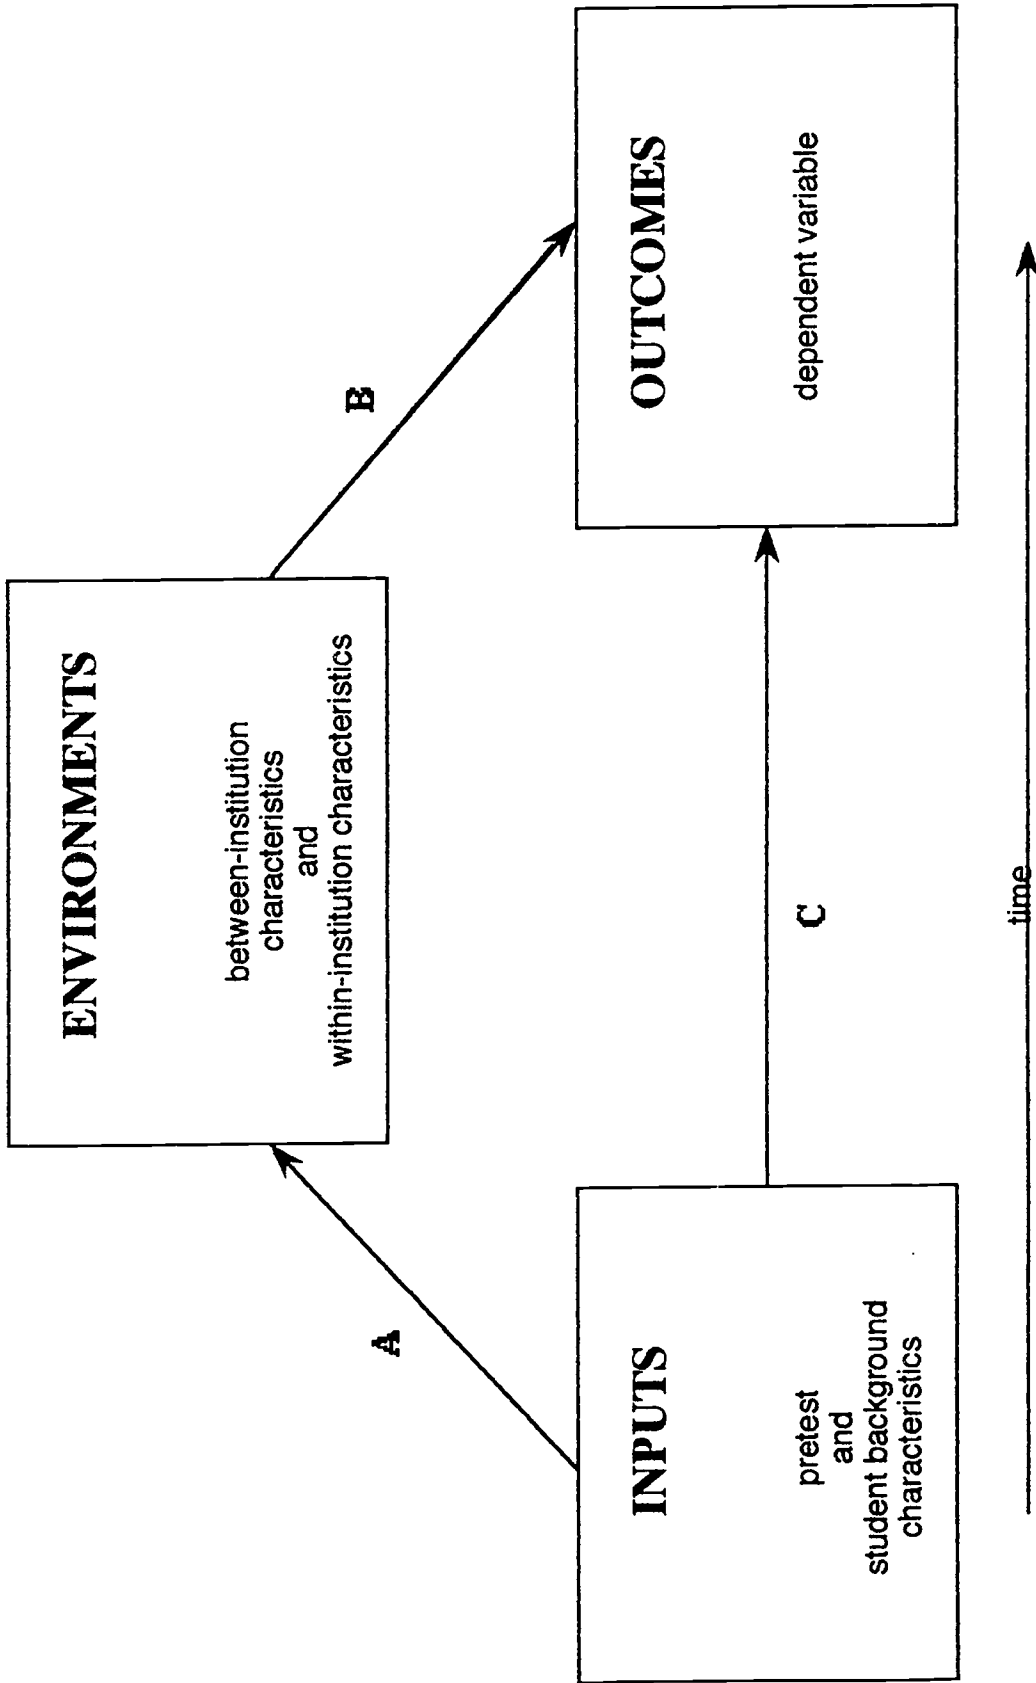 ENVIRONMENTS
between-institution
characteristics
and
within-institution characteristics
A
B
INPUTS
pretest
and
student background
characteristics
C
OUTCOMES
dependent variable
time